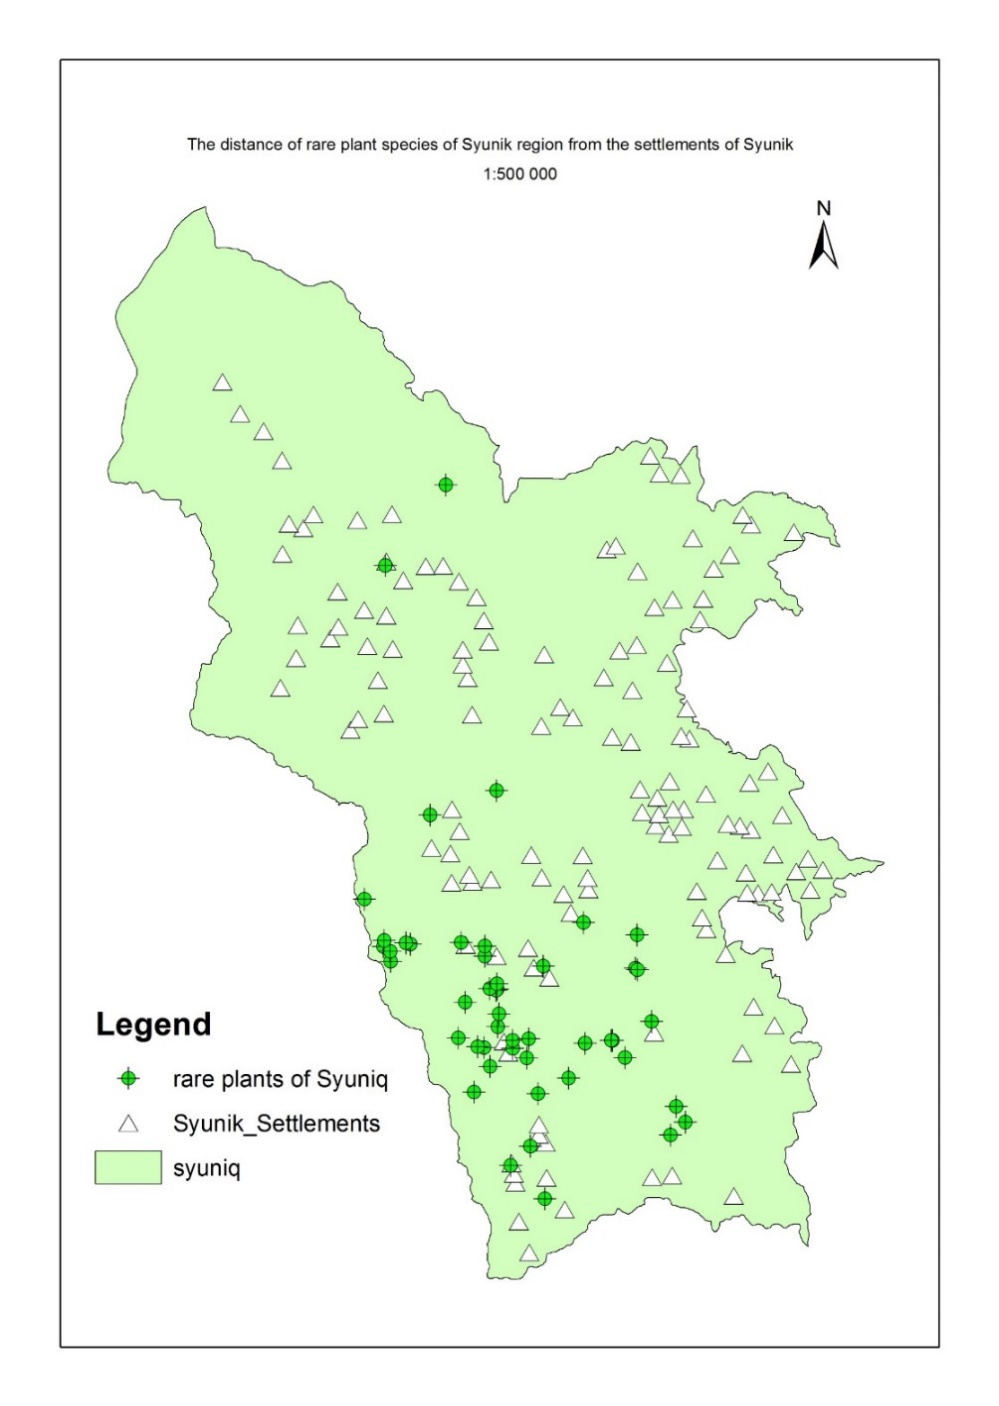 The distance of rare plant species of Syunik region from the settlements of Syunik
1:500 000
N
Legend
rare plants of Syuniq
Syunik_Settlements
syuniq